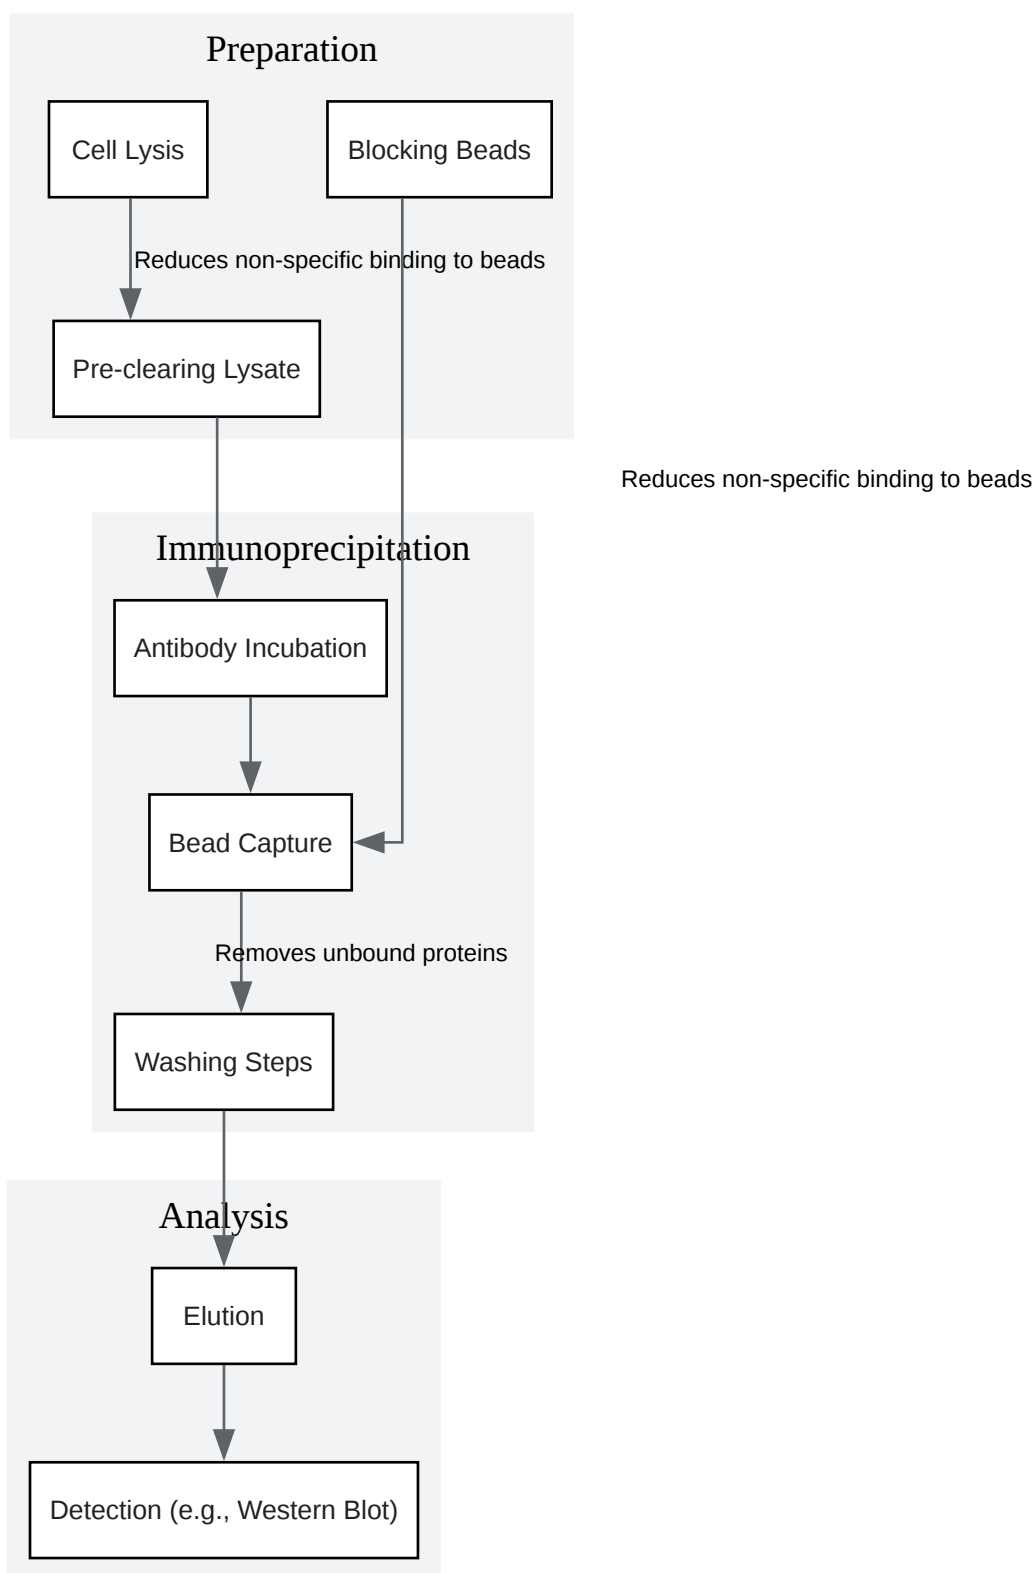 Preparation
Cell Lysis
Blocking Beads
Reduces non-specific binding to beads
Pre-clearing Lysate
Reduces non-specific binding to beads
Immunoprecipitation
Antibody Incubation
Bead Capture
Removes unbound proteins
Washing Steps
Analysis
Elution
Detection (e.g., Western Blot)